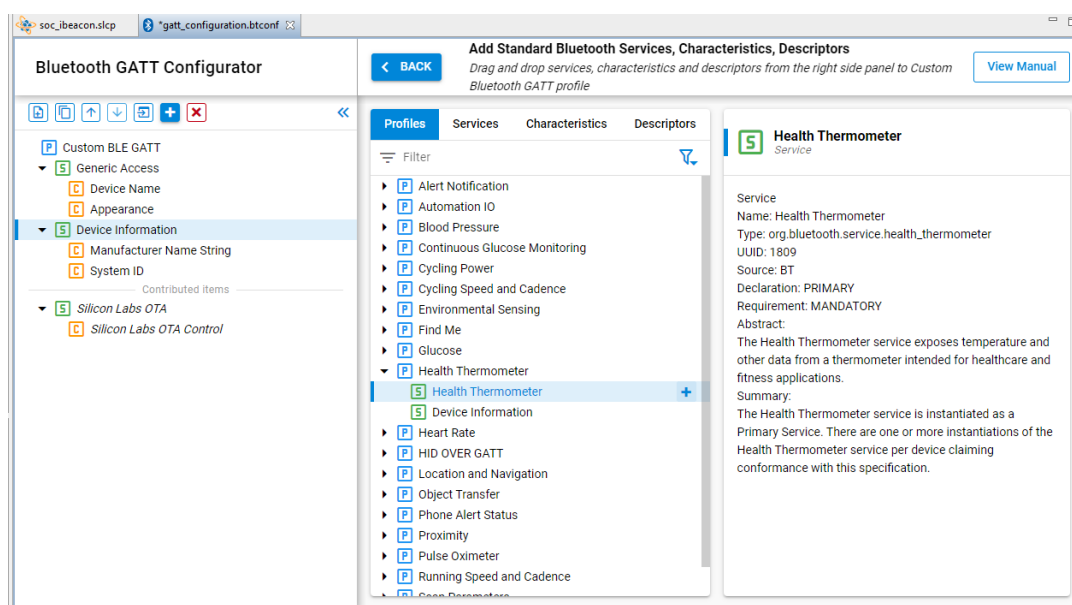 soc_ibeacon.slcp
*gatt_configuration.btconf
Bluetooth GATT Configurator
BACK
Add Standard Bluetooth Services, Characteristics, Descriptors
Drag and drop services, characteristics and descriptors from the right side panel to Custom
Bluetooth GATT profile
View Manual
P Custom BLE GATT
S Generic Access
C Device Name
C Appearance
S Device Information
C Manufacturer Name String
C System ID
Contributed items
S Silicon Labs OTA
C Silicon Labs OTA Control
Profiles Services Characteristics Descriptors
Filter
P Alert Notification
P Automation IO
P Blood Pressure
P Continuous Glucose Monitoring
P Cycling Power
P Cycling Speed and Cadence
P Environmental Sensing
P Find Me
P Glucose
P Health Thermometer
S Health Thermometer
S Device Information
P Heart Rate
P HID OVER GATT
P Location and Navigation
P Object Transfer
P Phone Alert Status
P Proximity
P Pulse Oximeter
P Running Speed and Cadence
S Health Thermometer
Service
Service
Name: Health Thermometer
Type: org.bluetooth.service.health_thermometer
UUID: 1809
Source: BT
Declaration: PRIMARY
Requirement: MANDATORY
Abstract:
The Health Thermometer service exposes temperature and
other data from a thermometer intended for healthcare and
fitness applications.
Summary:
The Health Thermometer service is instantiated as a
Primary Service. There are one or more instantiations of the
Health Thermometer service per device claiming
conformance with this specification.